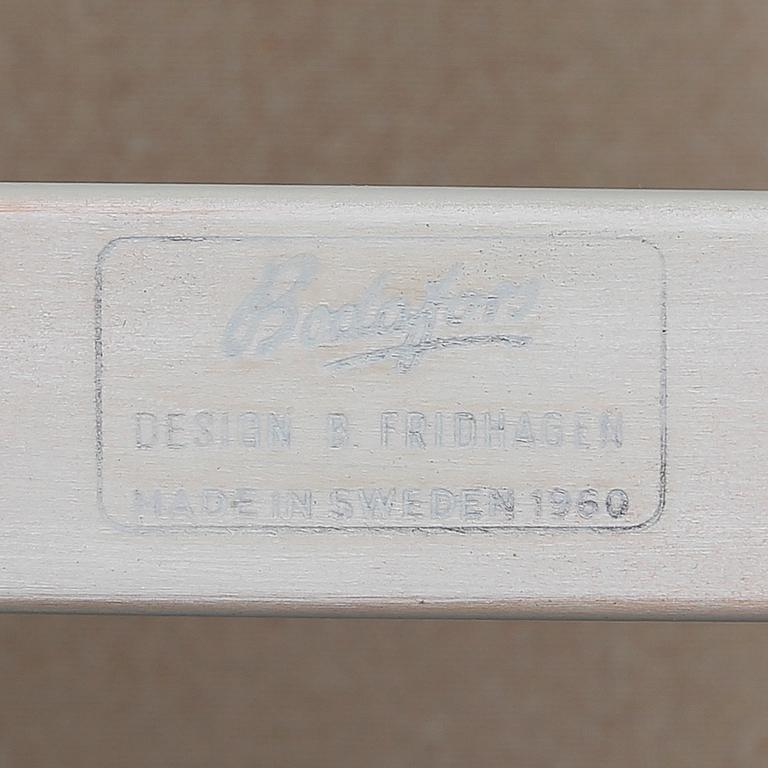 Bodafors
DESIGN B. FRIDHAGEN
MADE IN SWEDEN 1960